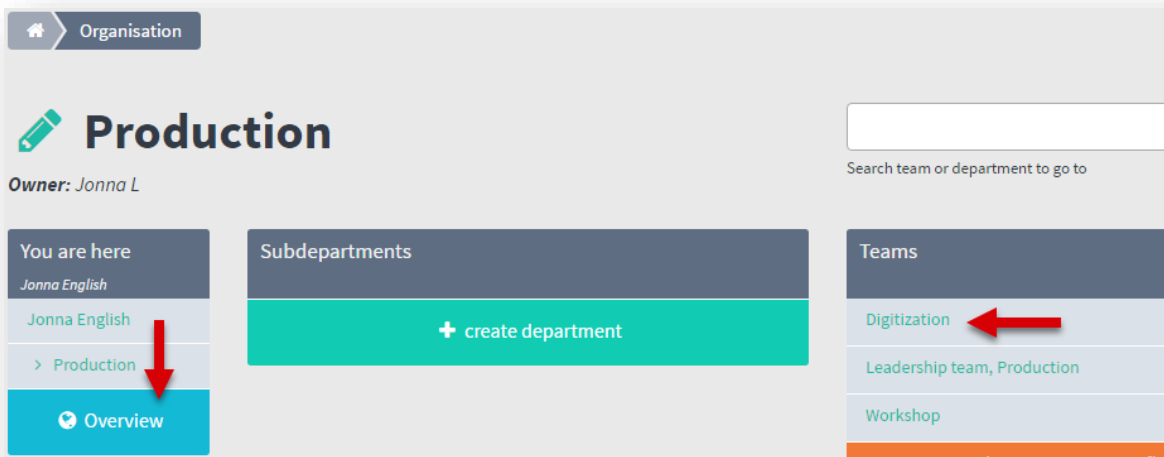 Organisation
Production
Owner: Jonna L
Search team or department to go to
You are here
Jonna English
Jonna English
> Production
Overview
Subdepartments
+ create department
Teams
Digitization
Leadership team, Production
Workshop